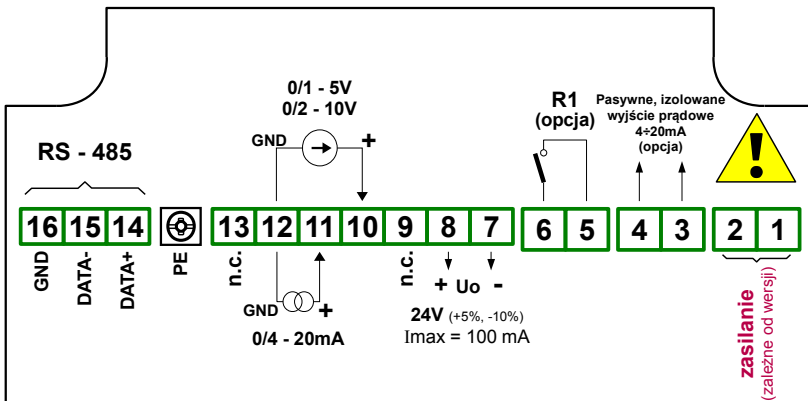 0/1 - 5V
0/2 - 10V
GND
+
R1
(opcja)
Pasywne, izolowane
wyjście prądowe
4÷20mA
(opcja)
!
RS - 485
16 15 14 13 12 11 10 9 8 7 6 5 4 3 2 1
GND
DATA-
DATA+
PE
n.c.
GND
+
0/4 - 20mA
n.c.
+ Uo -
24V (+5%, -10%)
Imax = 100 mA
zasilanie
(zależne od wersji)